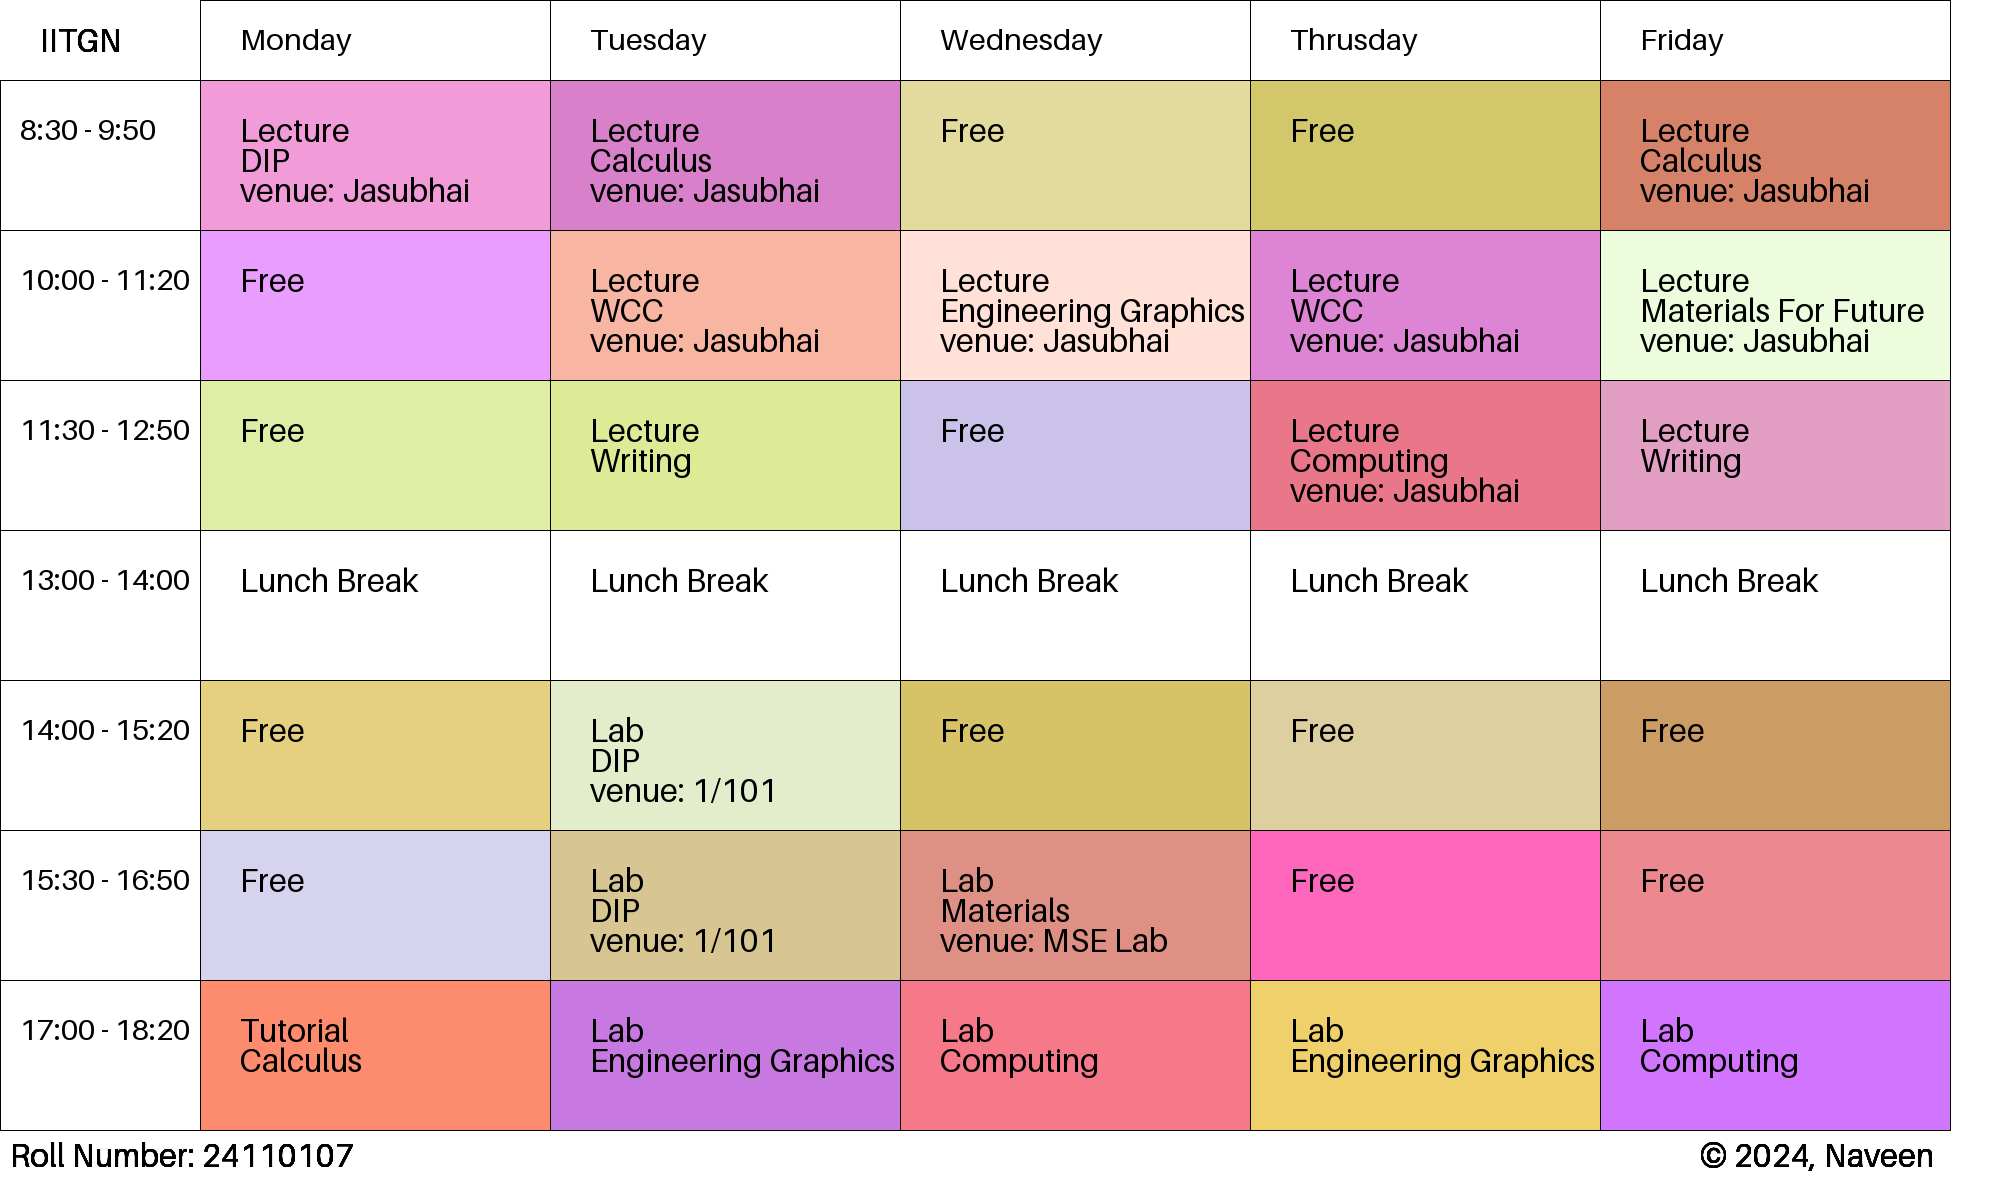 IITGN
Monday
Tuesday
Wednesday
Thrusday
Friday
8:30 - 9:50
Lecture
DIP
venue: Jasubhai
Lecture
Calculus
venue: Jasubhai
Free
Free
Lecture
Calculus
venue: Jasubhai
10:00 - 11:20
Free
Lecture
WCC
venue: Jasubhai
Lecture
Engineering Graphics
venue: Jasubhai
Lecture
WCC
venue: Jasubhai
Lecture
Materials For Future
venue: Jasubhai
11:30 - 12:50
Free
Lecture
Writing
Free
Lecture
Computing
venue: Jasubhai
Lecture
Writing
13:00 - 14:00
Lunch Break
Lunch Break
Lunch Break
Lunch Break
Lunch Break
14:00 - 15:20
Free
Lab
DIP
venue: 1/101
Free
Free
Free
15:30 - 16:50
Free
Lab
DIP
venue: 1/101
Lab
Materials
venue: MSE Lab
Free
Free
17:00 - 18:20
Tutorial
Calculus
Lab
Engineering Graphics
Lab
Computing
Lab
Engineering Graphics
Lab
Computing
Roll Number: 24110107
© 2024, Naveen